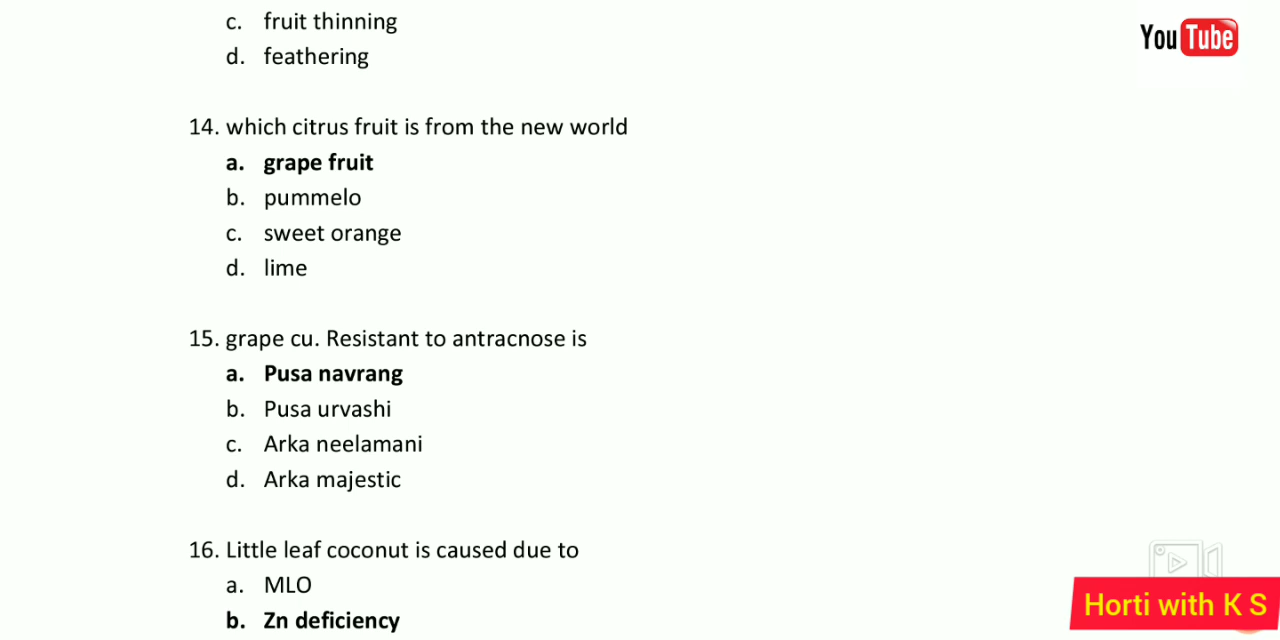 c. fruit thinning
d. feathering
You Tube
14. which citrus fruit is from the new world
a. grape fruit
b. pummelo
c. sweet orange
d. lime
15. grape cu. Resistant to antracnose is
a. Pusa navrang
b. Pusa urvashi
c. Arka neelamani
d. Arka majestic
16. Little leaf coconut is caused due to
a. MLO
b. Zn deficiency
Horti with K S